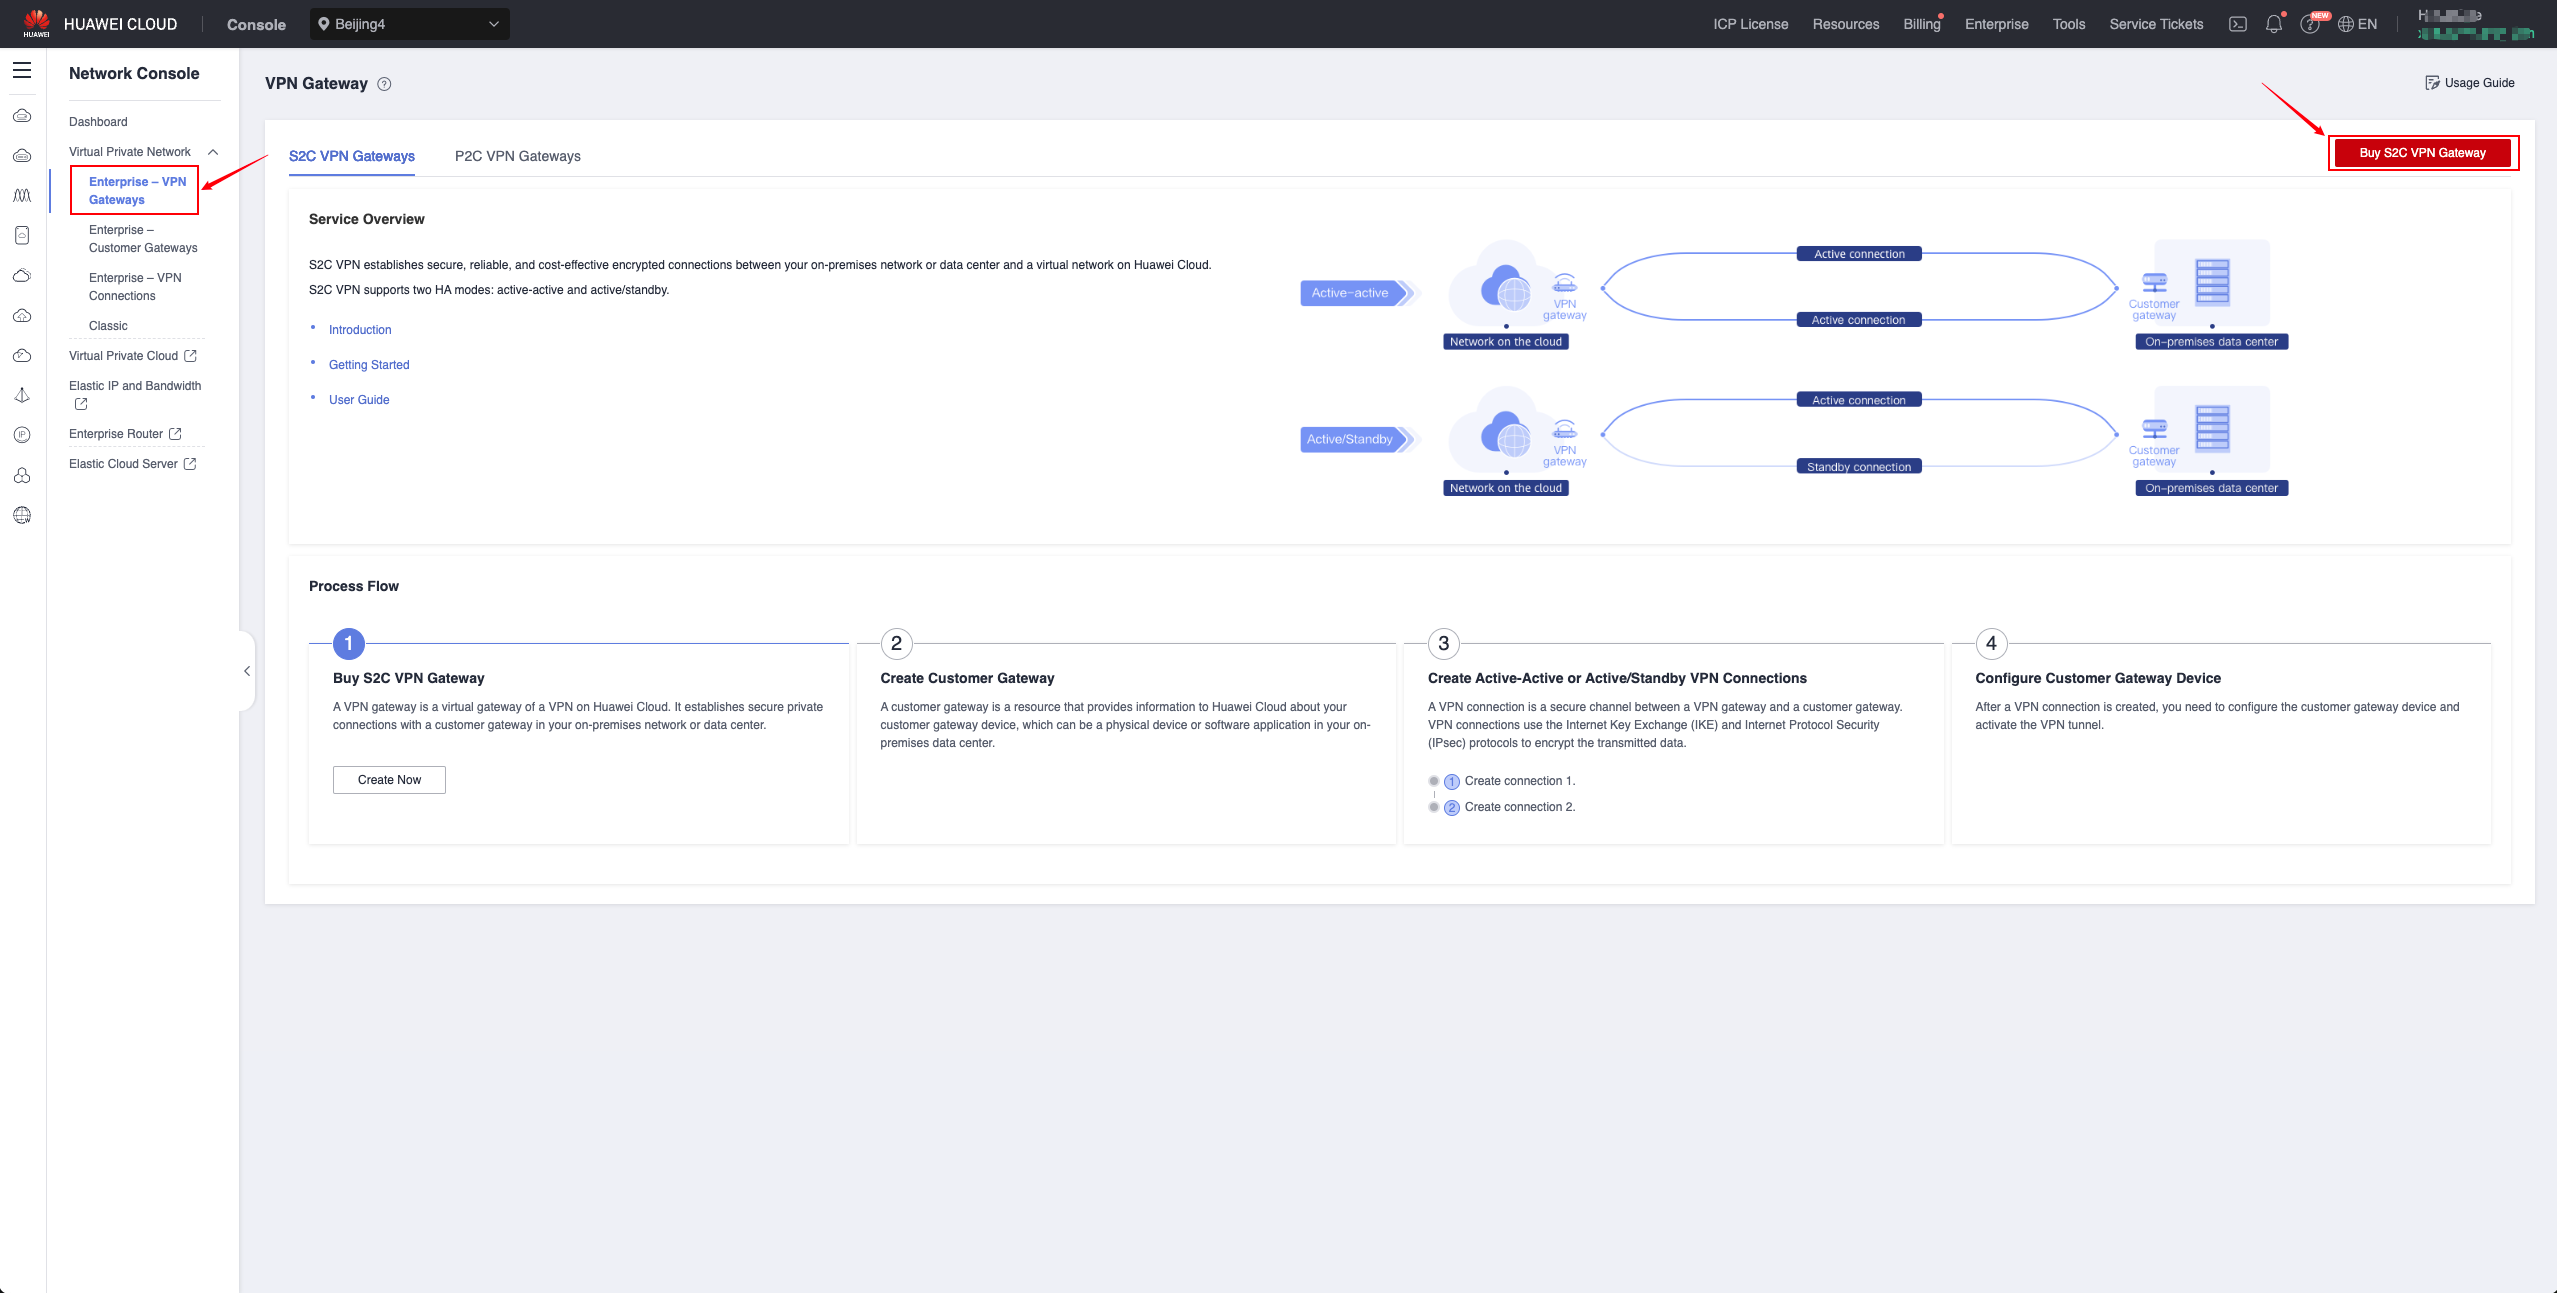 HUAWEI
HUAWEI CLOUD
Console
Beijing4
ICP License
Resources
Billing
Enterprise
Tools
Service Tickets
NEW
EN
Network Console
Dashboard
Virtual Private Network
Enterprise – VPN
Gateways
Enterprise –
Customer Gateways
Enterprise – VPN
Connections
Classic
Virtual Private Cloud
Elastic IP and Bandwidth
Enterprise Router
Elastic Cloud Server
IP
VPN Gateway
Usage Guide
S2C VPN Gateways
P2C VPN Gateways
Buy S2C VPN Gateway
Service Overview
S2C VPN establishes secure, reliable, and cost-effective encrypted connections between your on-premises network or data center and a virtual network on Huawei Cloud.
S2C VPN supports two HA modes: active-active and active/standby.
• Introduction
• Getting Started
• User Guide
Active-active
VPN
gateway
Network on the cloud
Active connection
Active connection
Customer
gateway
On-premises data center
Active/Standby
VPN
gateway
Network on the cloud
Active connection
Standby connection
Customer
gateway
On-premises data center
Process Flow
1
Buy S2C VPN Gateway
A VPN gateway is a virtual gateway of a VPN on Huawei Cloud. It establishes secure private
connections with a customer gateway in your on-premises network or data center.
Create Now
2
Create Customer Gateway
A customer gateway is a resource that provides information to Huawei Cloud about your
customer gateway device, which can be a physical device or software application in your on-
premises data center.
3
Create Active-Active or Active/Standby VPN Connections
A VPN connection is a secure channel between a VPN gateway and a customer gateway.
VPN connections use the Internet Key Exchange (IKE) and Internet Protocol Security
(IPsec) protocols to encrypt the transmitted data.
1 Create connection 1.
2 Create connection 2.
4
Configure Customer Gateway Device
After a VPN connection is created, you need to configure the customer gateway device and
activate the VPN tunnel.